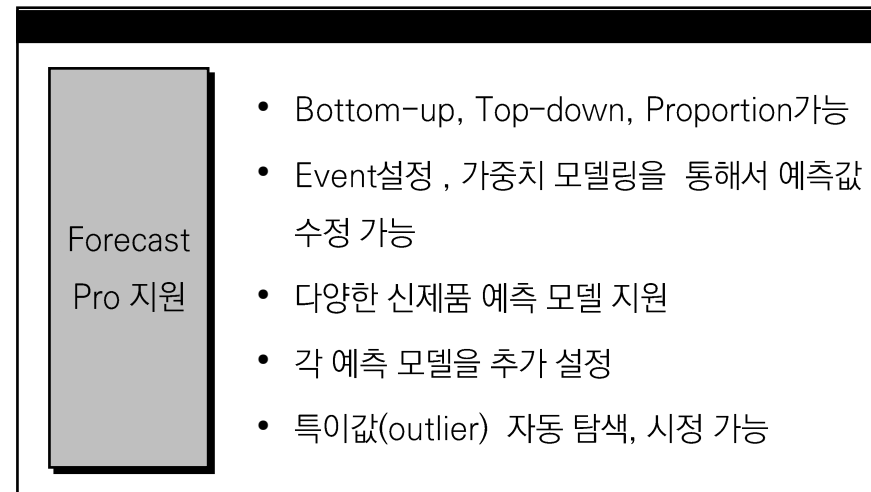 Forecast
Pro 지원
• Bottom-up, Top-down, Proportion가능
• Event설정 , 가중치 모델링을 통해서 예측값
수정 가능
• 다양한 신제품 예측 모델 지원
• 각 예측 모델을 추가 설정
• 특이값(outlier) 자동 탐색, 시정 가능